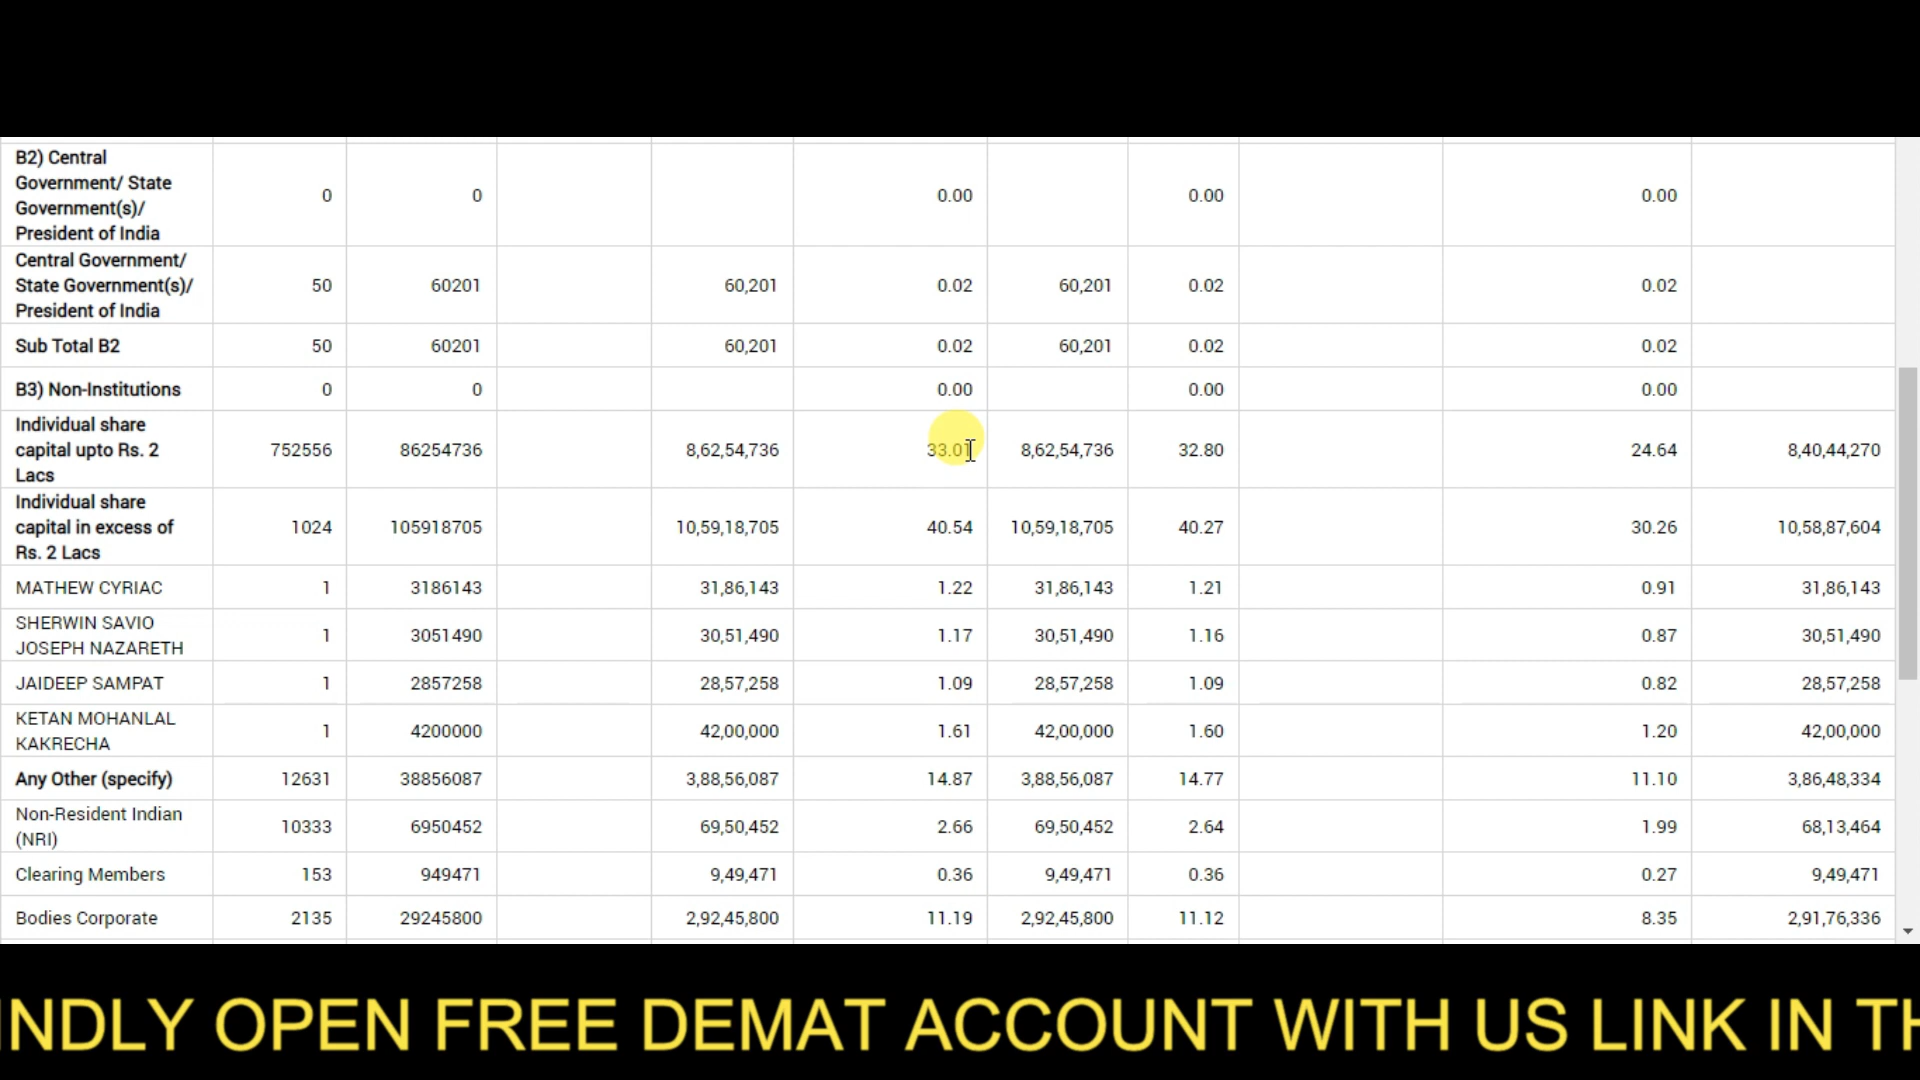 B2) Central
Government/ State
Government(s)/
President of India
0 0 0.00 0.00 0.00
Central Government/
State Government(s)/
President of India
50 60201 60,201 0.02 60,201 0.02 0.02
Sub Total B2 50 60201 60,201 0.02 60,201 0.02 0.02
B3) Non-Institutions 0 0 0.00 0.00 0.00
Individual share
capital upto Rs. 2
Lacs
752556 86254736 8,62,54,736 33.01 8,62,54,736 32.80 24.64 8,40,44,270
Individual share
capital in excess of
Rs. 2 Lacs
1024 105918705 10,59,18,705 40.54 10,59,18,705 40.27 30.26 10,58,87,604
MATHEW CYRIAC 1 3186143 31,86,143 1.22 31,86,143 1.21 0.91 31,86,143
SHERWIN SAVIO
JOSEPH NAZARETH
1 3051490 30,51,490 1.17 30,51,490 1.16 0.87 30,51,490
JAIDEEP SAMPAT 1 2857258 28,57,258 1.09 28,57,258 1.09 0.82 28,57,258
KETAN MOHANLAL
KAKRECHA
1 4200000 42,00,000 1.61 42,00,000 1.60 1.20 42,00,000
Any Other (specify) 12631 38856087 3,88,56,087 14.87 3,88,56,087 14.77 11.10 3,86,48,334
Non-Resident Indian
(NRI)
10333 6950452 69,50,452 2.66 69,50,452 2.64 1.99 68,13,464
Clearing Members 153 949471 9,49,471 0.36 9,49,471 0.36 0.27 9,49,471
Bodies Corporate 2135 29245800 2,92,45,800 11.19 2,92,45,800 11.12 8.35 2,91,76,336
INDLY OPEN FREE DEMAT ACCOUNT WITH US LINK IN TH